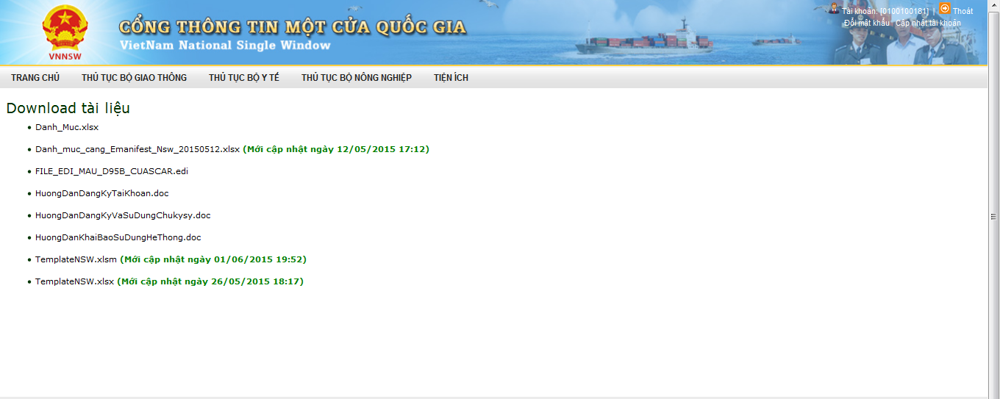 CỔNG THÔNG TIN MỘT CỬA QUỐC GIA
VietNam National Single Window
VNNSW
Tài khoản: [0100100181] | Thoát
Đổi mật khẩu Cập nhật tài khoản
TRANG CHỦ THỦ TỤC BỘ GIAO THÔNG THỦ TỤC BỘ Y TẾ THỦ TỤC BỘ NÔNG NGHIỆP TIỆN ÍCH
Download tài liệu
• Danh_Muc.xlsx
• Danh_muc_cang_Emanifest_Nsw_20150512.xlsx (Mới cập nhật ngày 12/05/2015 17:12)
• FILE_EDI_MAU_D95B_CUASCAR.edi
• HuongDanDangKyTaiKhoan.doc
• HuongDanDangKyVaSuDungChukysy.doc
• HuongDanKhaiBaoSuDungHeThong.doc
• TemplateNSW.xlsm (Mới cập nhật ngày 01/06/2015 19:52)
• TemplateNSW.xlsx (Mới cập nhật ngày 26/05/2015 18:17)